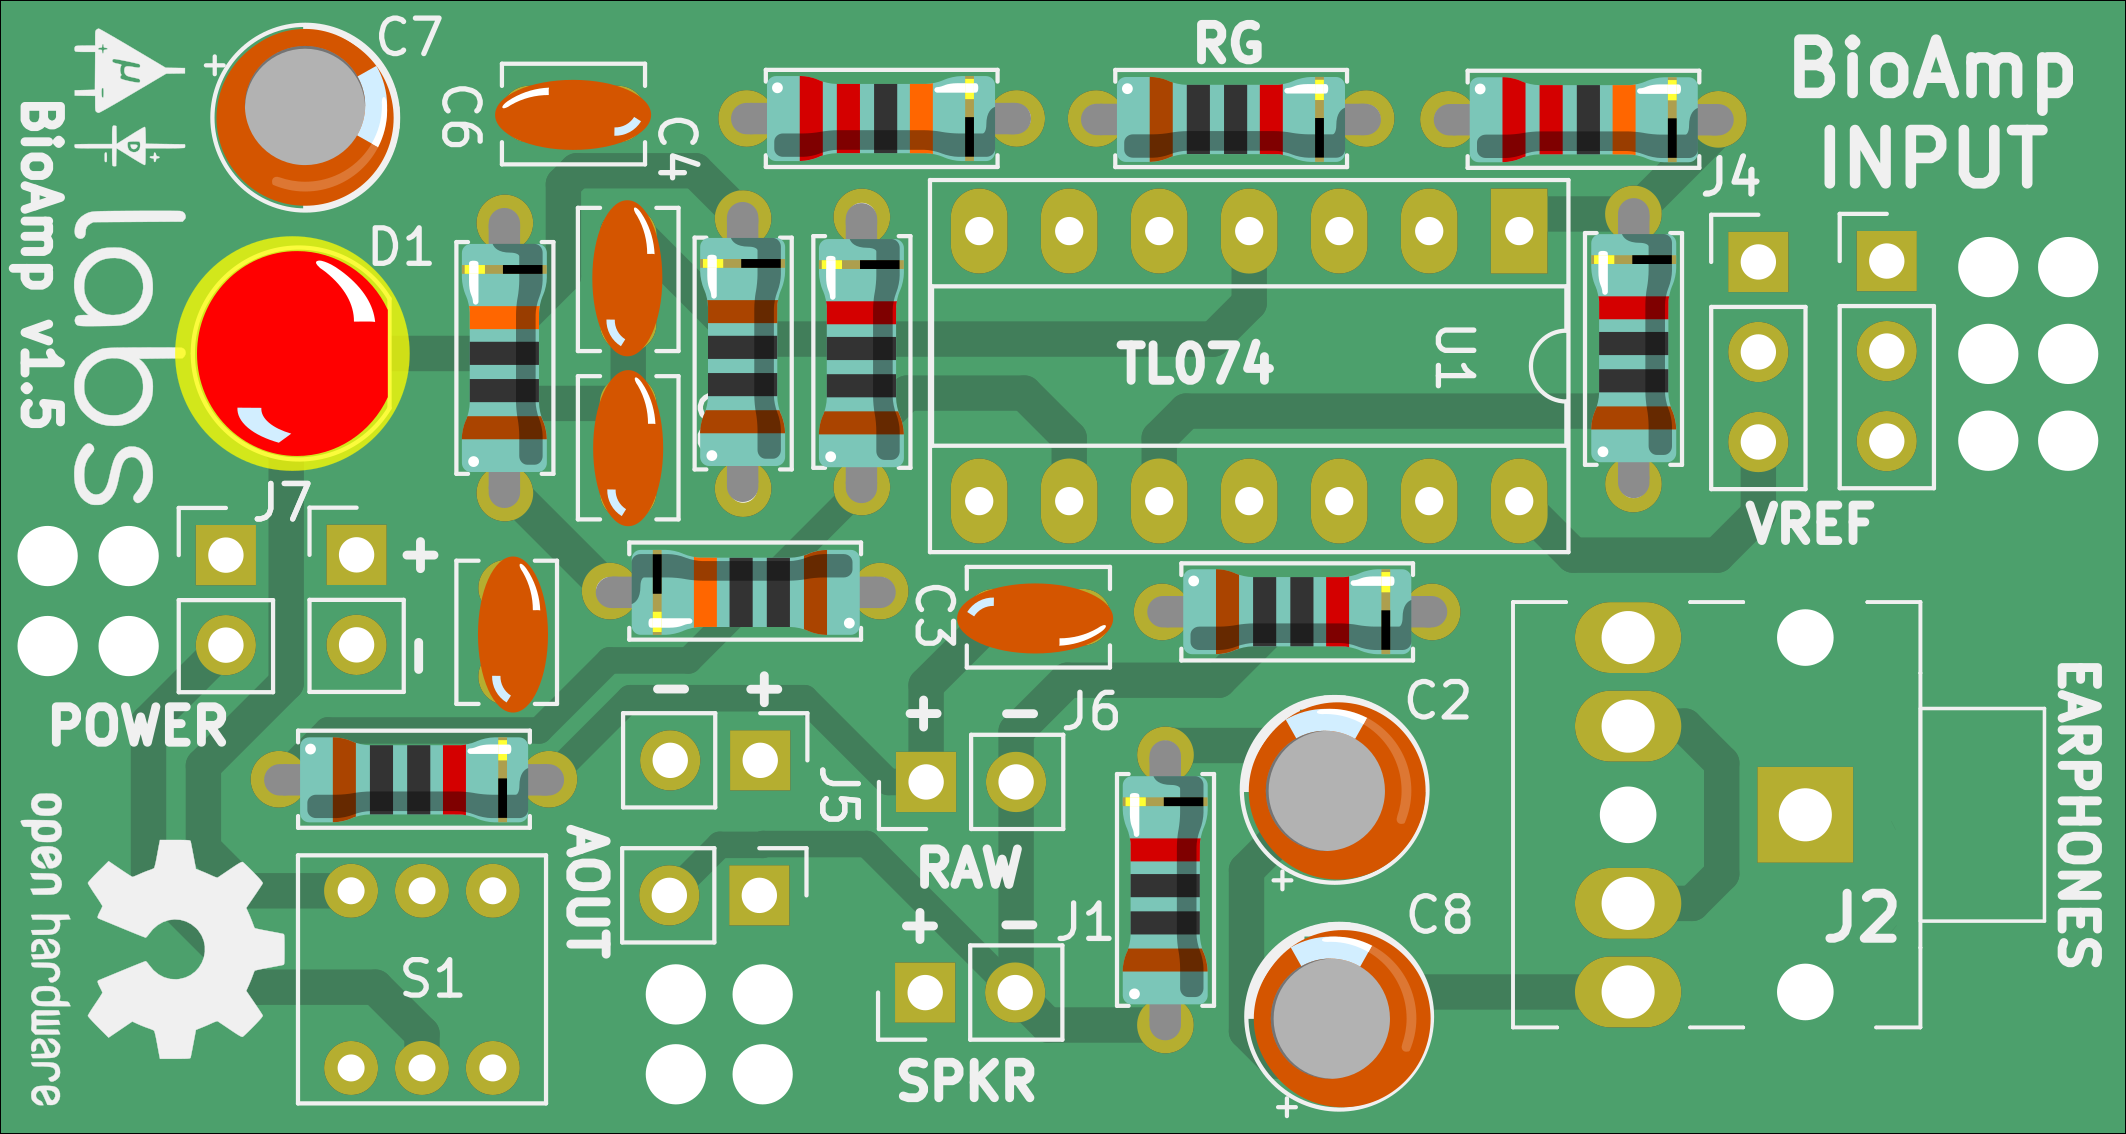 C7
RG
BioAmp
INPUT
C6
C4
J4
μ
D
BioAmp v1.5
labs
D1
TL074
U1
VREF
J7
+
-
POWER
C3
- +
J5
+ -
J6
C2
RAW
AOUT
open hardware
S1
+ -
J1
SPKR
C8
J2
EARPHONES